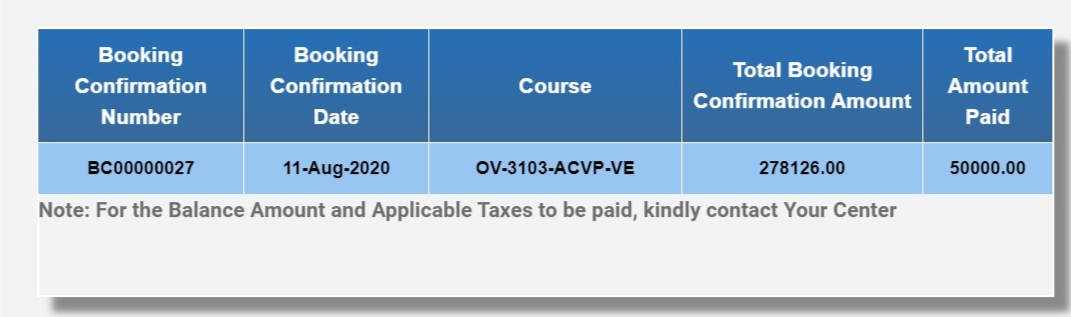 Booking Confirmation Number
Booking Confirmation Date
Course
Total Booking Confirmation Amount
Total Amount Paid
BC00000027
11-Aug-2020
OV-3103-ACVP-VE
278126.00
50000.00
Note: For the Balance Amount and Applicable Taxes to be paid, kindly contact Your Center